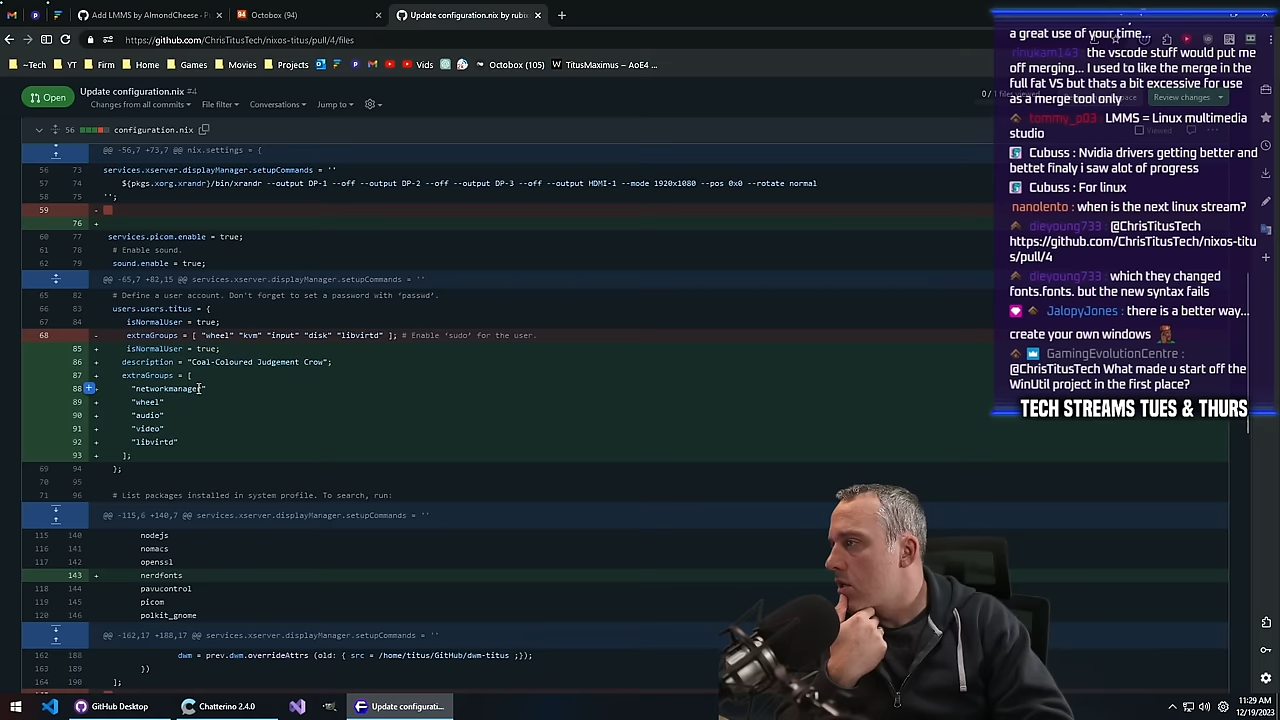 Add LMMS by AlmondCheese - P
Octobox (94)
Update configuration.nix by rubi
https://github.com/ChrisTitusTech/nixos-titus/pull/4/files
~Tech
YT
Firm
Home
Games
Movies
Projects
Vids
Octobox (105)
TitusMaximus – AoE4 ...
Open
Update configuration.nix #4
Changes from all commits
File filter
Conversations
Jump to
0 / 1 files viewed
Review changes
56
configuration.nix
Viewed
@@ -56,7 +73,7 @@ nix.settings = {
56 73 services.xserver.displayManager.setupCommands = ''
57 74 ${pkgs.xorg.xrandr}/bin/xrandr --output DP-1 --off --output DP-2 --off --output DP-3 --off --output HDMI-1 --mode 1920x1080 --pos 0x0 --rotate normal
58 75 '';
59 -
76 +
60 77 services.picom.enable = true;
61 78 # Enable sound.
62 79 sound.enable = true;
@@ -65,7 +82,15 @@ services.xserver.displayManager.setupCommands = ''
65 82 # Define a user account. Don't forget to set a password with ‘passwd’.
66 83 users.users.titus = {
67 84 isNormalUser = true;
68 - extraGroups = [ "wheel" "kvm" "input" "disk" "libvirtd" ]; # Enable ‘sudo’ for the user.
85 + isNormalUser = true;
86 + description = "Coal-Coloured Judgement Crow";
87 + extraGroups = [
88 + "networkmanager"
89 + "wheel"
90 + "audio"
91 + "video"
92 + "libvirtd"
93 + ];
69 94 };
70 95
71 96 # List packages installed in system profile. To search, run:
@@ -115,6 +140,7 @@ services.xserver.displayManager.setupCommands = ''
115 140 nodejs
116 141 nomacs
117 142 openssl
143 + nerdfonts
118 144 pavucontrol
119 145 picom
120 146 polkit_gnome
@@ -162,17 +188,17 @@ services.xserver.displayManager.setupCommands = ''
162 188 dwm = prev.dwm.overrideAttrs (old: { src = /home/titus/GitHub/dwm-titus ;});
163 189 })
164 190 ];
a great use of your time...
rinukam143 the vscode stuff would put me
off merging... I used to like the merge in the
full fat VS but thats a bit excessive for use
as a merge tool only
tommy_p03 LMMS = Linux multimedia
studio
Cubuss : Nvidia drivers getting better and
bettet finaly i saw alot of progress
Cubuss : For linux
nanolento : when is the next linux stream?
dieyoung733 @ChrisTitusTech
https://github.com/ChrisTitusTech/nixos-titu
s/pull/4
dieyoung733 which they changed
fonts.fonts. but the new syntax fails
JalopyJones : there is a better way...
create your own windows
GamingEvolutionCentre :
@ChrisTitusTech What made u start off the
WinUtil project in the first place?
TECH STREAMS TUES & THURS
GitHub Desktop
Chatterino 2.4.0
Update configurati...
11:29 AM
12/19/2023